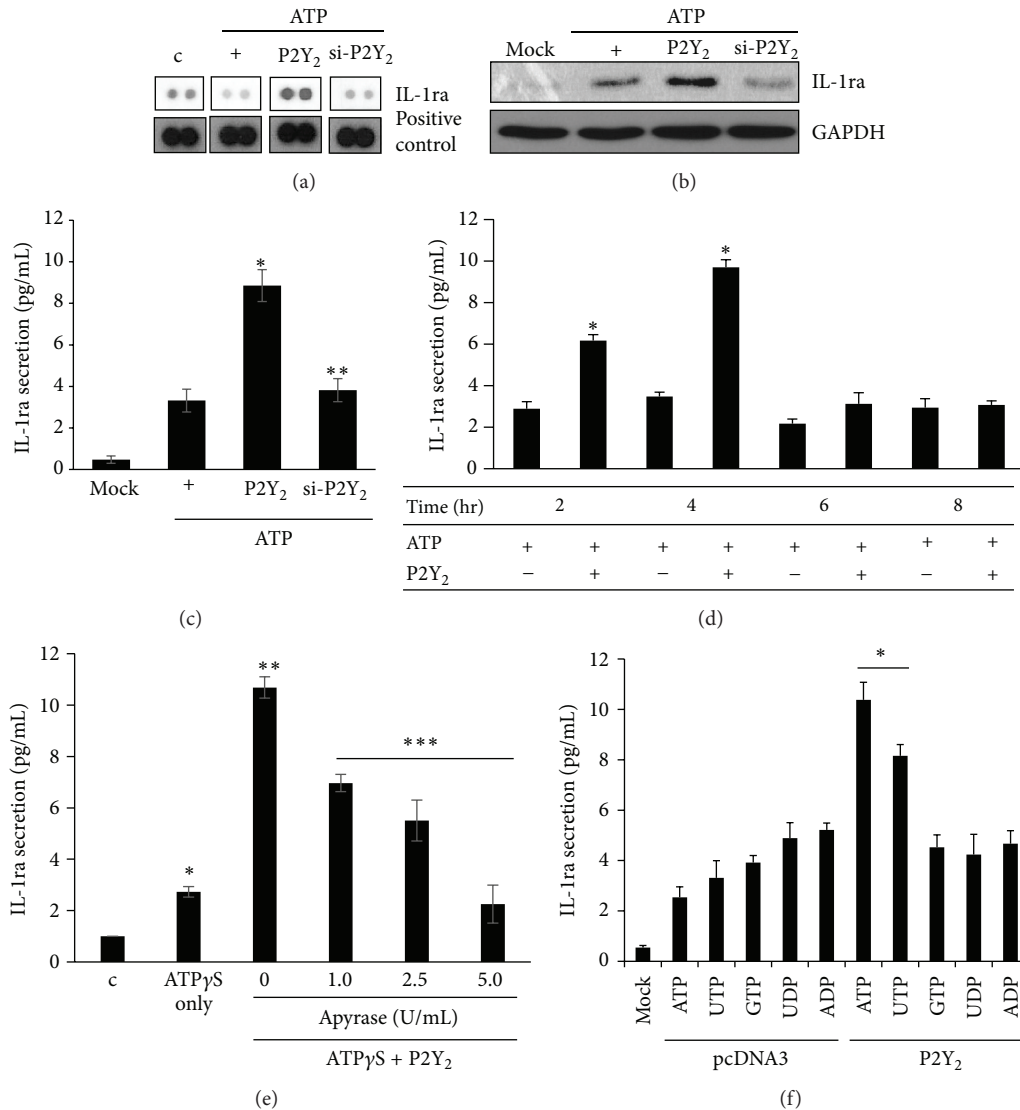 ATP
c + P2Y₂ si-P2Y₂
IL-1ra
Positive
control
(a)
ATP
Mock + P2Y₂ si-P2Y₂
IL-1ra
GAPDH
(b)
IL-1ra secretion (pg/mL)
12
10
8
6
4
2
0
*
**
Mock + P2Y₂ si-P2Y₂
ATP
(c)
IL-1ra secretion (pg/mL)
12
10
8
6
4
2
0
*
*
Time (hr) 2 4 6 8
ATP + + + + + + + +
P2Y₂ − + − + − + − +
(d)
IL-1ra secretion (pg/mL)
12
10
8
6
4
2
0
*
**
***
c ATPγS only 0 1.0 2.5 5.0
Apyrase (U/mL)
ATPγS + P2Y₂
(e)
IL-1ra secretion (pg/mL)
12
10
8
6
4
2
0
*
Mock ATP UTP GTP UDP ADP ATP UTP GTP UDP ADP
pcDNA3 P2Y₂
(f)